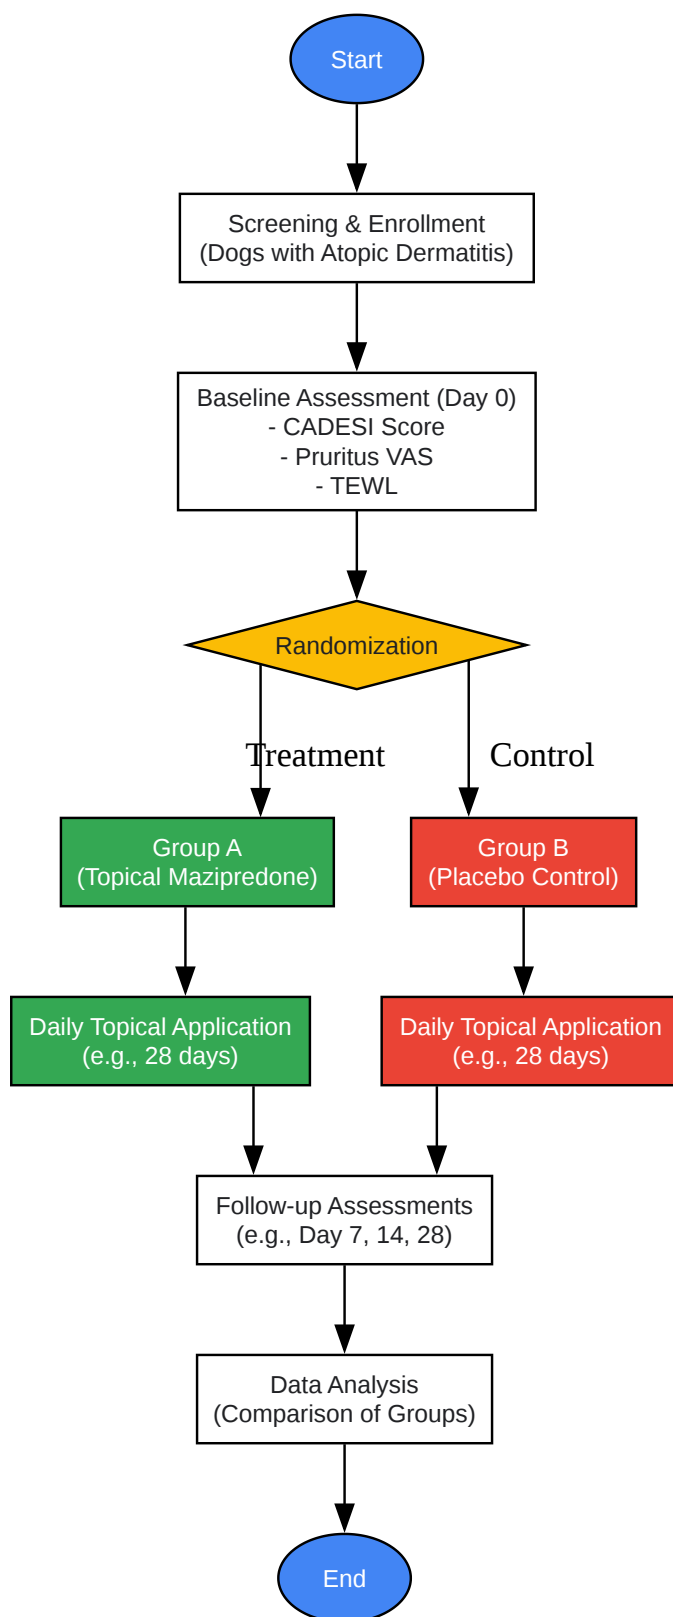 Start
Screening & Enrollment
(Dogs with Atopic Dermatitis)
Baseline Assessment (Day 0)
- CADESI Score
- Pruritus VAS
- TEWL
Randomization
Treatment
Control
Group A
(Topical Mazipredone)
Group B
(Placebo Control)
Daily Topical Application
(e.g., 28 days)
Daily Topical Application
(e.g., 28 days)
Follow-up Assessments
(e.g., Day 7, 14, 28)
Data Analysis
(Comparison of Groups)
End